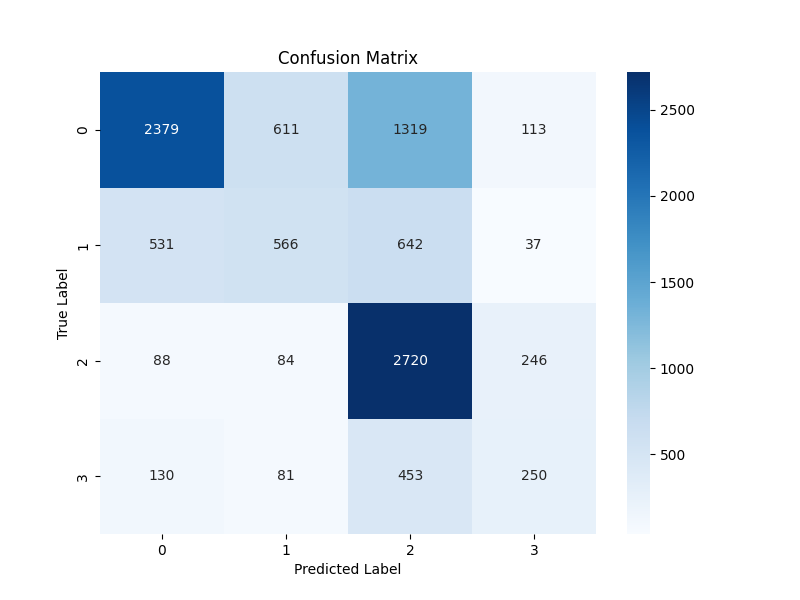 Confusion Matrix
True Label
0
2379 611 1319 113
1
531 566 642 37
2
88 84 2720 246
3
130 81 453 250
0 1 2 3
Predicted Label
2500
2000
1500
1000
500